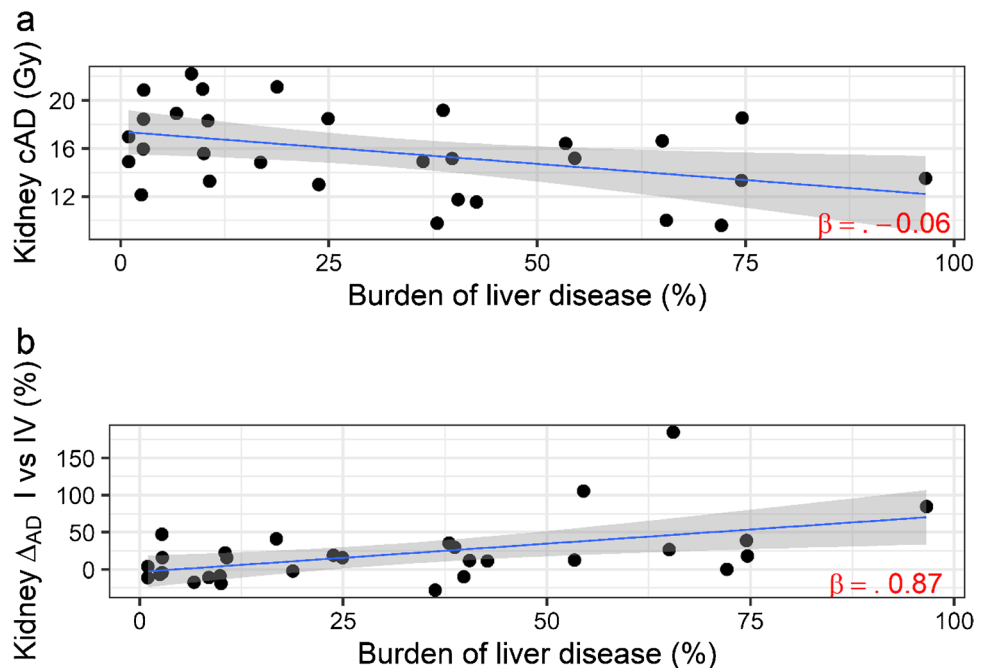 a
Kidney cAD (Gy)
20
16
12
β = . − 0.06
0 25 50 75 100
Burden of liver disease (%)
b
Kidney Δ_AD I vs IV (%)
150
100
50
0
β = . 0.87
0 25 50 75 100
Burden of liver disease (%)